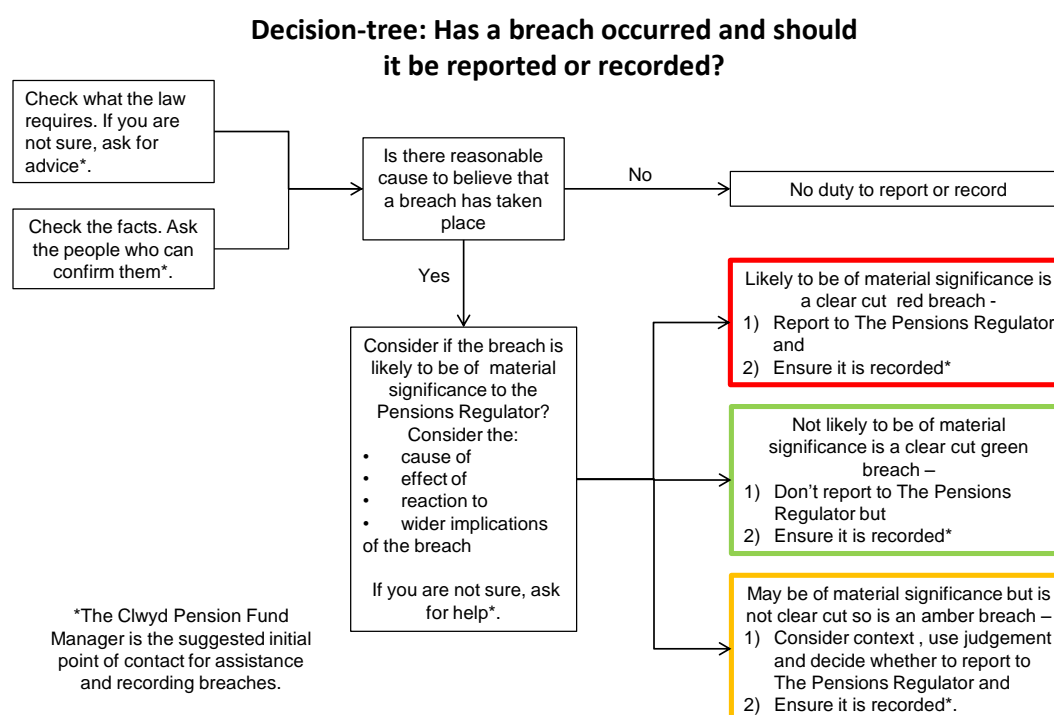 Decision-tree: Has a breach occurred and should
it be reported or recorded?
Check what the law
requires. If you are
not sure, ask for
advice*.
Check the facts. Ask
the people who can
confirm them*.
Is there reasonable
cause to believe that
a breach has taken
place
No
No duty to report or record
Yes
Consider if the breach is
likely to be of material
significance to the
Pensions Regulator?
Consider the:
• cause of
• effect of
• reaction to
• wider implications
of the breach
If you are not sure, ask
for help*.
Likely to be of material significance is
a clear cut red breach -
1) Report to The Pensions Regulator
and
2) Ensure it is recorded*
Not likely to be of material
significance is a clear cut green
breach –
1) Don't report to The Pensions
Regulator but
2) Ensure it is recorded*
May be of material significance but is
not clear cut so is an amber breach –
1) Consider context , use judgement
and decide whether to report to
The Pensions Regulator and
2) Ensure it is recorded*.
*The Clwyd Pension Fund
Manager is the suggested initial
point of contact for assistance
and recording breaches.